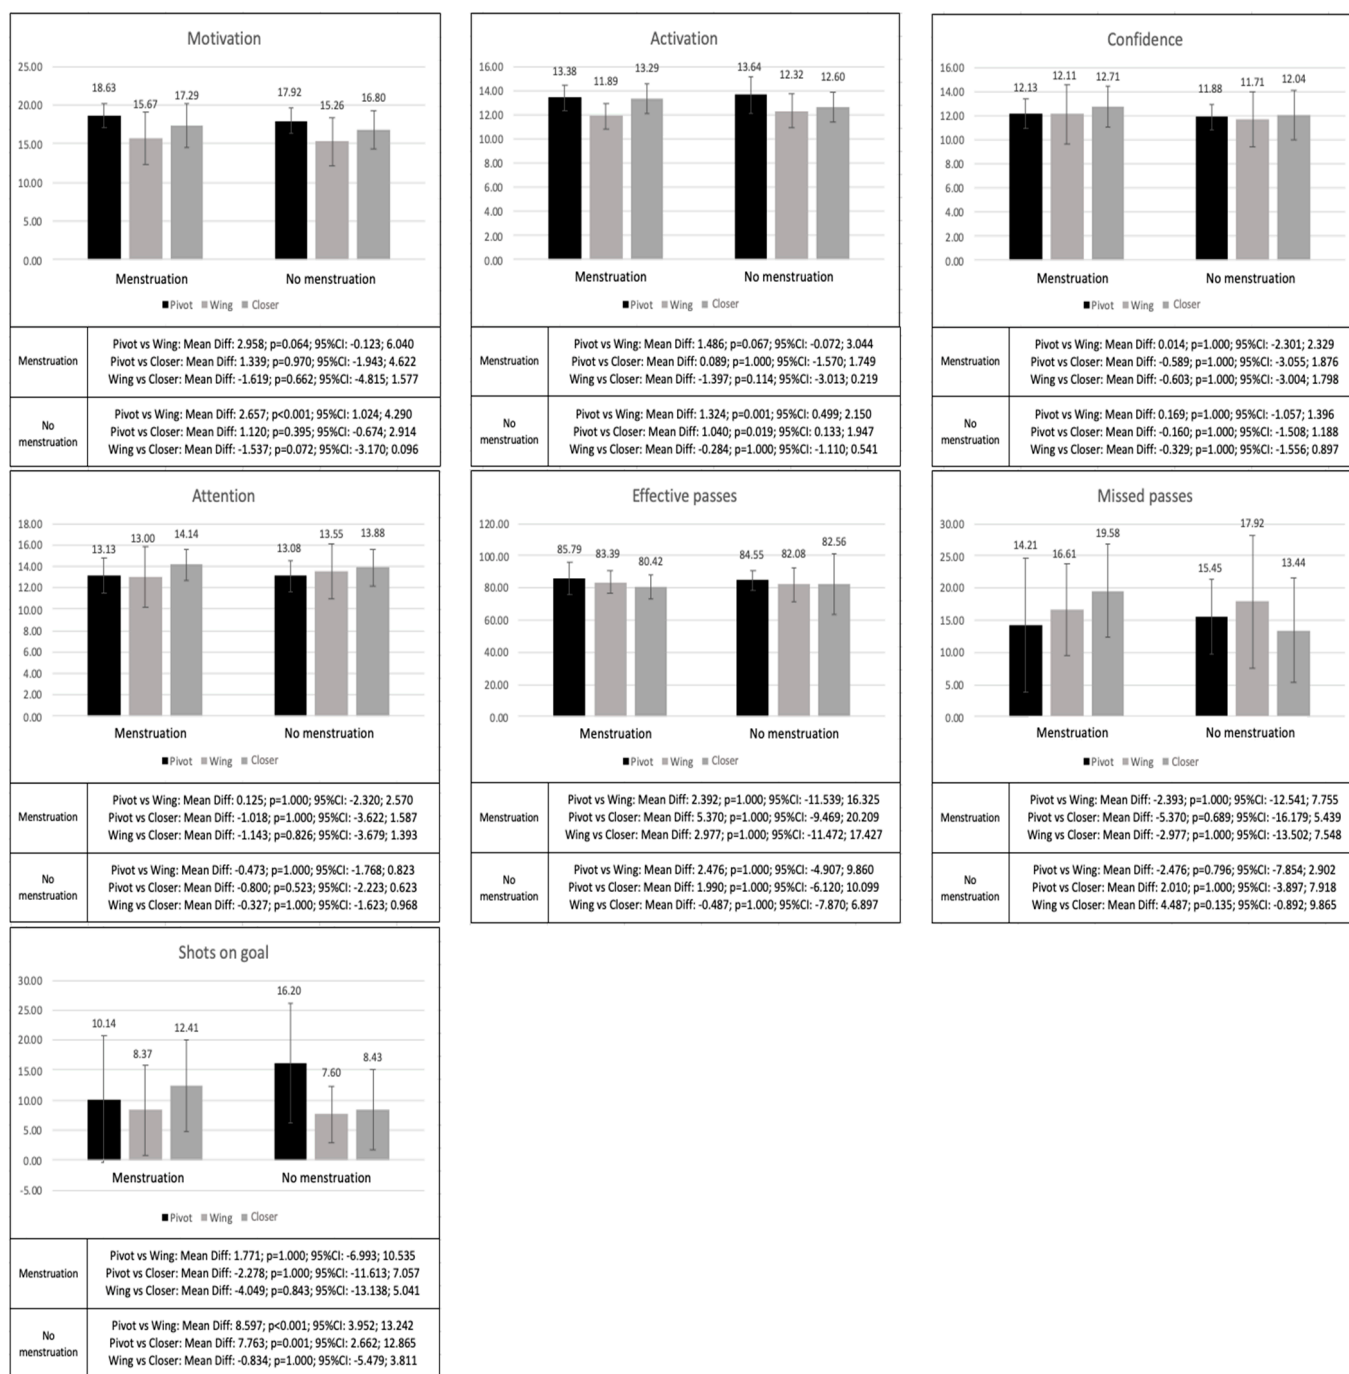 Motivation
25.00
20.00
15.00
10.00
5.00
0.00
18.63
15.67
17.29
17.92
15.26
16.80
Menstruation
No menstruation
Pivot Wing Closer
Menstruation
Pivot vs Wing: Mean Diff: 2.958; p=0.064; 95%CI: -0.123; 6.040
Pivot vs Closer: Mean Diff: 1.339; p=0.970; 95%CI: -1.943; 4.622
Wing vs Closer: Mean Diff: -1.619; p=0.662; 95%CI: -4.815; 1.577
No
menstruation
Pivot vs Wing: Mean Diff: 2.657; p<0.001; 95%CI: 1.024; 4.290
Pivot vs Closer: Mean Diff: 1.120; p=0.395; 95%CI: -0.674; 2.914
Wing vs Closer: Mean Diff: -1.537; p=0.072; 95%CI: -3.170; 0.096
Activation
16.00
14.00
12.00
10.00
8.00
6.00
4.00
2.00
0.00
13.38
11.89
13.29
13.64
12.32
12.60
Menstruation
No menstruation
Pivot Wing Closer
Menstruation
Pivot vs Wing: Mean Diff: 1.486; p=0.067; 95%CI: -0.072; 3.044
Pivot vs Closer: Mean Diff: 0.089; p=1.000; 95%CI: -1.570; 1.749
Wing vs Closer: Mean Diff: -1.397; p=0.114; 95%CI: -3.013; 0.219
No
menstruation
Pivot vs Wing: Mean Diff: 1.324; p=0.001; 95%CI: 0.499; 2.150
Pivot vs Closer: Mean Diff: 1.040; p=0.019; 95%CI: 0.133; 1.947
Wing vs Closer: Mean Diff: -0.284; p=1.000; 95%CI: -1.110; 0.541
Confidence
16.00
14.00
12.00
10.00
8.00
6.00
4.00
2.00
0.00
12.13
12.11
12.71
11.88
11.71
12.04
Menstruation
No menstruation
Pivot Wing Closer
Menstruation
Pivot vs Wing: Mean Diff: 0.014; p=1.000; 95%CI: -2.301; 2.329
Pivot vs Closer: Mean Diff: -0.589; p=1.000; 95%CI: -3.055; 1.876
Wing vs Closer: Mean Diff: -0.603; p=1.000; 95%CI: -3.004; 1.798
No
menstruation
Pivot vs Wing: Mean Diff: 0.169; p=1.000; 95%CI: -1.057; 1.396
Pivot vs Closer: Mean Diff: -0.160; p=1.000; 95%CI: -1.508; 1.188
Wing vs Closer: Mean Diff: -0.329; p=1.000; 95%CI: -1.556; 0.897
Attention
18.00
16.00
14.00
12.00
10.00
8.00
6.00
4.00
2.00
0.00
13.13
13.00
14.14
13.08
13.55
13.88
Menstruation
No menstruation
Pivot Wing Closer
Menstruation
Pivot vs Wing: Mean Diff: 0.125; p=1.000; 95%CI: -2.320; 2.570
Pivot vs Closer: Mean Diff: -1.018; p=1.000; 95%CI: -3.622; 1.587
Wing vs Closer: Mean Diff: -1.143; p=0.826; 95%CI: -3.679; 1.393
No
menstruation
Pivot vs Wing: Mean Diff: -0.473; p=1.000; 95%CI: -1.768; 0.823
Pivot vs Closer: Mean Diff: -0.800; p=0.523; 95%CI: -2.223; 0.623
Wing vs Closer: Mean Diff: -0.327; p=1.000; 95%CI: -1.623; 0.968
Effective passes
120.00
100.00
80.00
60.00
40.00
20.00
0.00
85.79
83.39
80.42
84.55
82.08
82.56
Menstruation
No menstruation
Pivot Wing Closer
Menstruation
Pivot vs Wing: Mean Diff: 2.392; p=1.000; 95%CI: -11.539; 16.325
Pivot vs Closer: Mean Diff: 5.370; p=1.000; 95%CI: -9.469; 20.209
Wing vs Closer: Mean Diff: 2.977; p=1.000; 95%CI: -11.472; 17.427
No
menstruation
Pivot vs Wing: Mean Diff: 2.476; p=1.000; 95%CI: -4.907; 9.860
Pivot vs Closer: Mean Diff: 1.990; p=1.000; 95%CI: -6.120; 10.099
Wing vs Closer: Mean Diff: -0.487; p=1.000; 95%CI: -7.870; 6.897
Missed passes
30.00
25.00
20.00
15.00
10.00
5.00
0.00
14.21
16.61
19.58
15.45
17.92
13.44
Menstruation
No menstruation
Pivot Wing Closer
Menstruation
Pivot vs Wing: Mean Diff: -2.393; p=1.000; 95%CI: -12.541; 7.755
Pivot vs Closer: Mean Diff: -5.370; p=0.689; 95%CI: -16.179; 5.439
Wing vs Closer: Mean Diff: -2.977; p=1.000; 95%CI: -13.502; 7.548
No
menstruation
Pivot vs Wing: Mean Diff: -2.476; p=0.796; 95%CI: -7.854; 2.902
Pivot vs Closer: Mean Diff: 2.010; p=1.000; 95%CI: -3.897; 7.918
Wing vs Closer: Mean Diff: 4.487; p=0.135; 95%CI: -0.892; 9.865
Shots on goal
30.00
25.00
20.00
15.00
10.00
5.00
0.00
-5.00
10.14
8.37
12.41
16.20
7.60
8.43
Menstruation
No menstruation
Pivot Wing Closer
Menstruation
Pivot vs Wing: Mean Diff: 1.771; p=1.000; 95%CI: -6.993; 10.535
Pivot vs Closer: Mean Diff: -2.278; p=1.000; 95%CI: -11.613; 7.057
Wing vs Closer: Mean Diff: -4.049; p=0.843; 95%CI: -13.138; 5.041
No
menstruation
Pivot vs Wing: Mean Diff: 8.597; p<0.001; 95%CI: 3.952; 13.242
Pivot vs Closer: Mean Diff: 7.763; p=0.001; 95%CI: 2.662; 12.865
Wing vs Closer: Mean Diff: -0.834; p=1.000; 95%CI: -5.479; 3.811